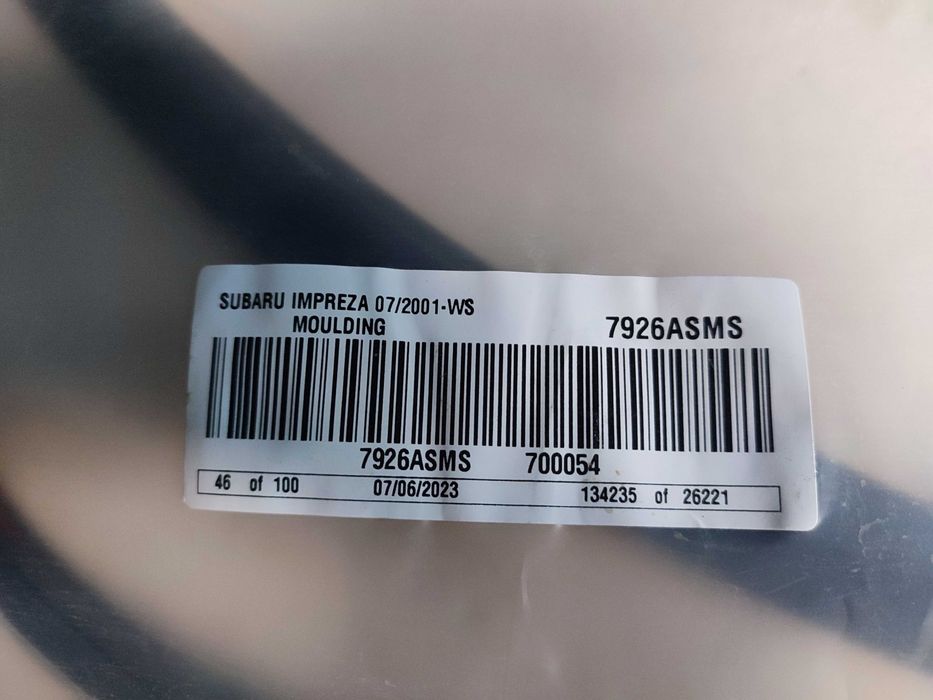 SUBARU IMPREZA 07/2001-WS
MOULDING 7926ASMS
7926ASMS 700054
46 of 100 07/06/2023 134235 of 26221